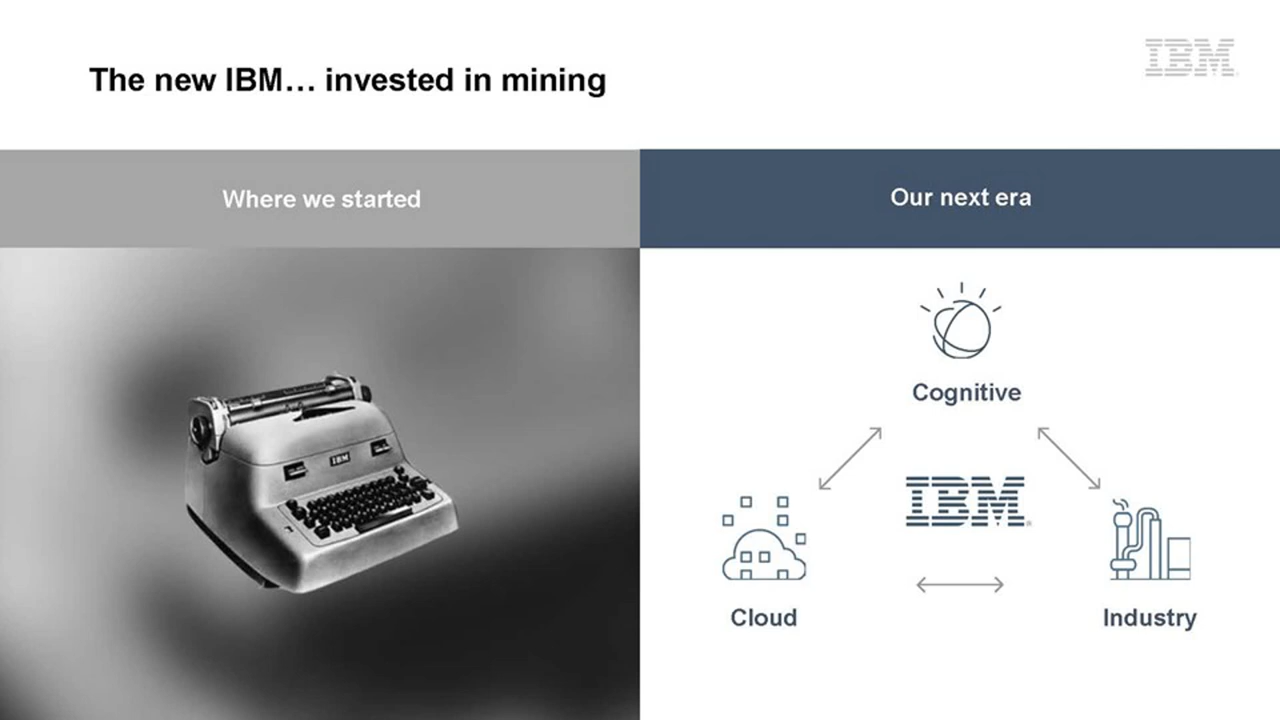 The new IBM... invested in mining
IBM
Where we started
Our next era
IBM
Cognitive
IBM
Cloud
Industry